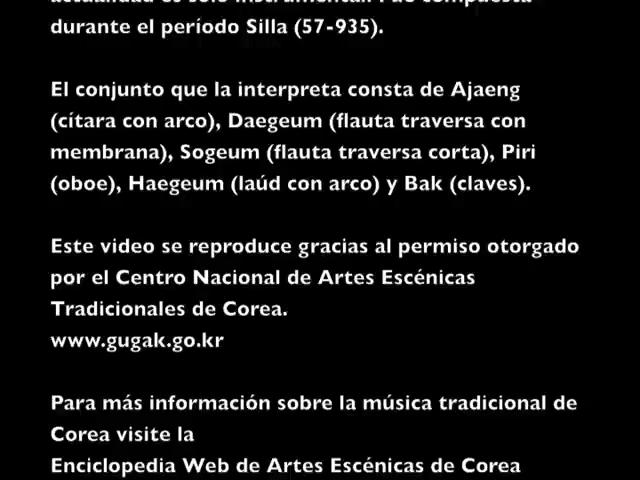 durante el período Silla (57-935).
El conjunto que la interpreta consta de Ajaeng
(cítara con arco), Daegeum (flauta traversa con
membrana), Sogeum (flauta traversa corta), Piri
(oboe), Haegeum (laúd con arco) y Bak (claves).
Este video se reproduce gracias al permiso otorgado
por el Centro Nacional de Artes Escénicas
Tradicionales de Corea.
www.gugak.go.kr
Para más información sobre la música tradicional de
Corea visite la
Enciclopedia Web de Artes Escénicas de Corea